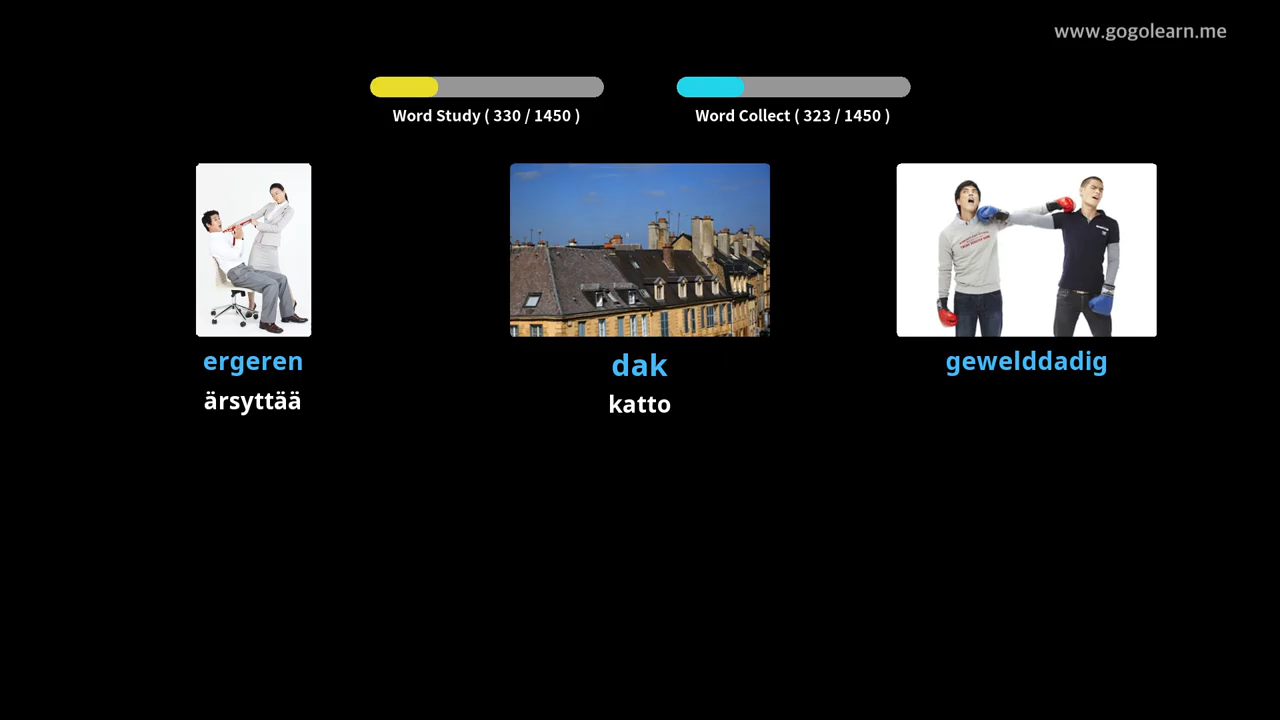 www.gogolearn.me
Word Study ( 330 / 1450 )
Word Collect ( 323 / 1450 )
ergeren
ärsyttää
dak
katto
gewelddadig